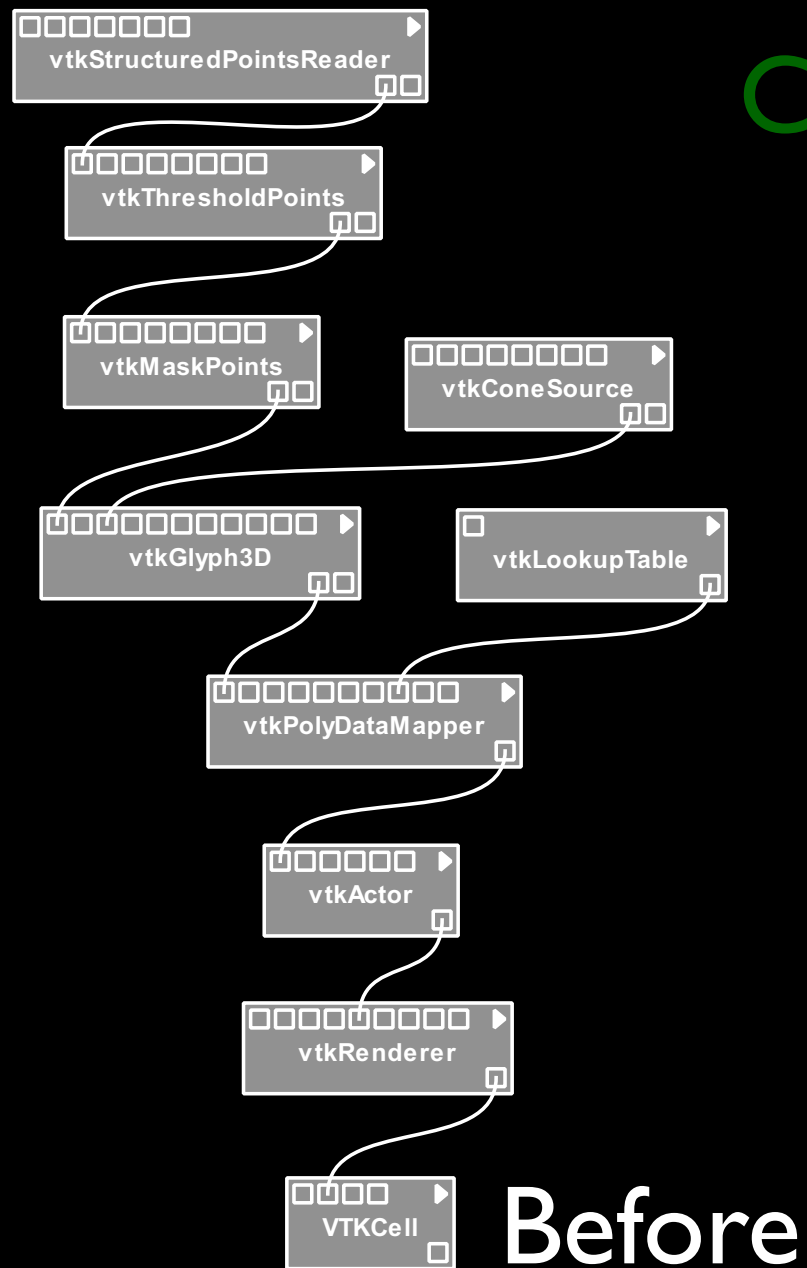 vtkStructuredPointsReader
vtkThresholdPoints
vtkMaskPoints
vtkConeSource
vtkGlyph3D
vtkLookupTable
vtkPolyDataMapper
vtkActor
vtkRenderer
VTKCell
Before